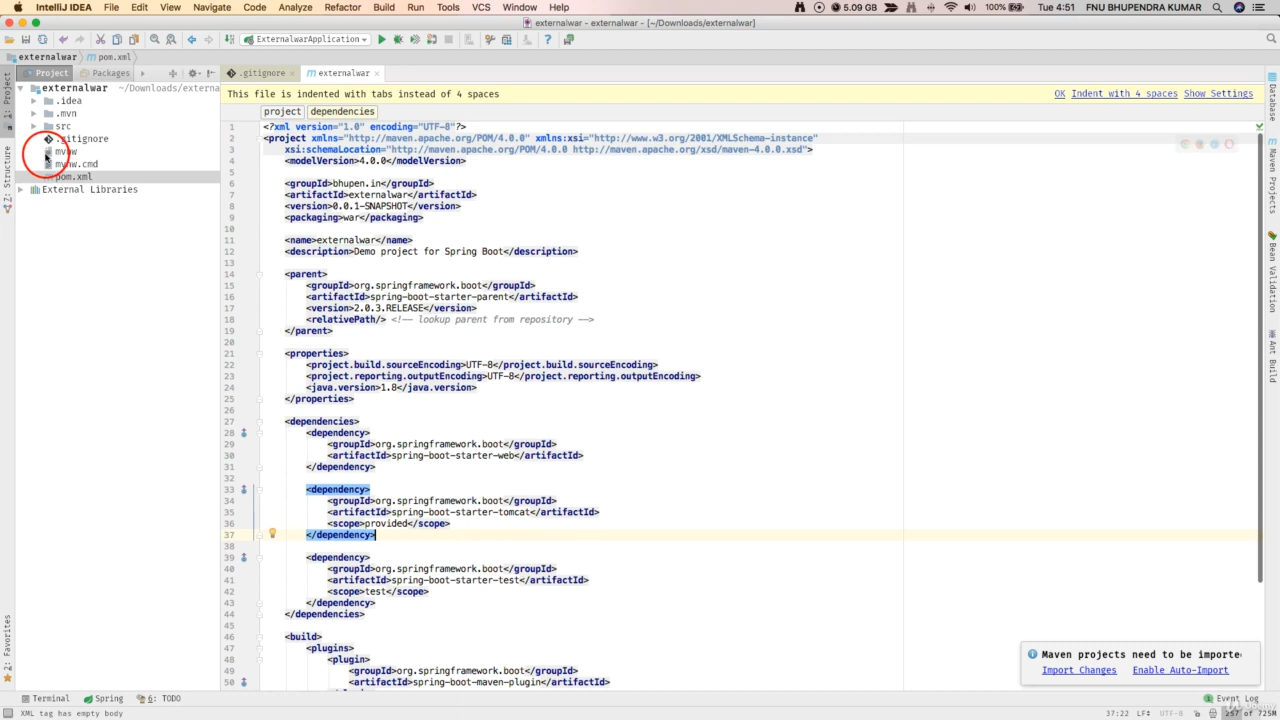 IntelliJ IDEA File Edit View Navigate Code Analyze Refactor Build Run Tools VCS Window Help 5.09 GB 100% Tue 4:51 FNU BHUPENDRA KUMAR
externalwar - externalwar - [~/Downloads/externalwar]
ExternalwarApplication
externalwar pom.xml
Project Packages .gitignore externalwar
externalwar ~/Downloads/externa
.idea
.mvn
src
.gitignore
mvnw
mvnw.cmd
pom.xml
External Libraries
1: Project
Z: Structure
2: Favorites
This file is indented with tabs instead of 4 spaces OK Indent with 4 spaces Show Settings
project dependencies
1 <?xml version="1.0" encoding="UTF-8"?>
2 <project xmlns="http://maven.apache.org/POM/4.0.0" xmlns:xsi="http://www.w3.org/2001/XMLSchema-instance"
3 xsi:schemaLocation="http://maven.apache.org/POM/4.0.0 http://maven.apache.org/xsd/maven-4.0.0.xsd">
4 <modelVersion>4.0.0</modelVersion>
5
6 <groupId>bhupen.in</groupId>
7 <artifactId>externalwar</artifactId>
8 <version>0.0.1-SNAPSHOT</version>
9 <packaging>war</packaging>
10
11 <name>externalwar</name>
12 <description>Demo project for Spring Boot</description>
13
14 <parent>
15 <groupId>org.springframework.boot</groupId>
16 <artifactId>spring-boot-starter-parent</artifactId>
17 <version>2.0.3.RELEASE</version>
18 <relativePath/> <!-- lookup parent from repository -->
19 </parent>
20
21 <properties>
22 <project.build.sourceEncoding>UTF-8</project.build.sourceEncoding>
23 <project.reporting.outputEncoding>UTF-8</project.reporting.outputEncoding>
24 <java.version>1.8</java.version>
25 </properties>
26
27 <dependencies>
28 <dependency>
29 <groupId>org.springframework.boot</groupId>
30 <artifactId>spring-boot-starter-web</artifactId>
31 </dependency>
32
33 <dependency>
34 <groupId>org.springframework.boot</groupId>
35 <artifactId>spring-boot-starter-tomcat</artifactId>
36 <scope>provided</scope>
37 </dependency>
38
39 <dependency>
40 <groupId>org.springframework.boot</groupId>
41 <artifactId>spring-boot-starter-test</artifactId>
42 <scope>test</scope>
43 </dependency>
44 </dependencies>
45
46 <build>
47 <plugins>
48 <plugin>
49 <groupId>org.springframework.boot</groupId>
50 <artifactId>spring-boot-maven-plugin</artifactId>
Database
Maven Projects
Bean Validation
Ant Build
Maven projects need to be importe
Import Changes Enable Auto-Import
Terminal Spring 6: TODO Event Log
XML tag has empty body 37:22 LF UTF-8 of 725M